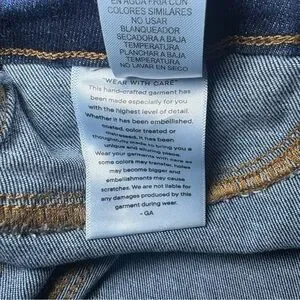 EN AGUA FRIA CON
COLORES SIMILARES
NO USAR
BLANQUEADOR
SECADORA A BAJA
TEMPERATURA
PLANCHAR A BAJA
TEMPERATURA
NO LAVAR EN SECO
"WEAR WITH CARE"
This hand-crafted garment has
been made especially for you
with the highest level of detail.
Whether it has been embellished,
coated, color treated or
distressed, it has been
thoughtfully made to bring you a
unique and alluring piece.
Wear your garments with care as
some colors may transfer, holes
may become bigger and
embellishments may cause
scratches. We are not liable for
any damages produced by this
garment during wear.
- GA